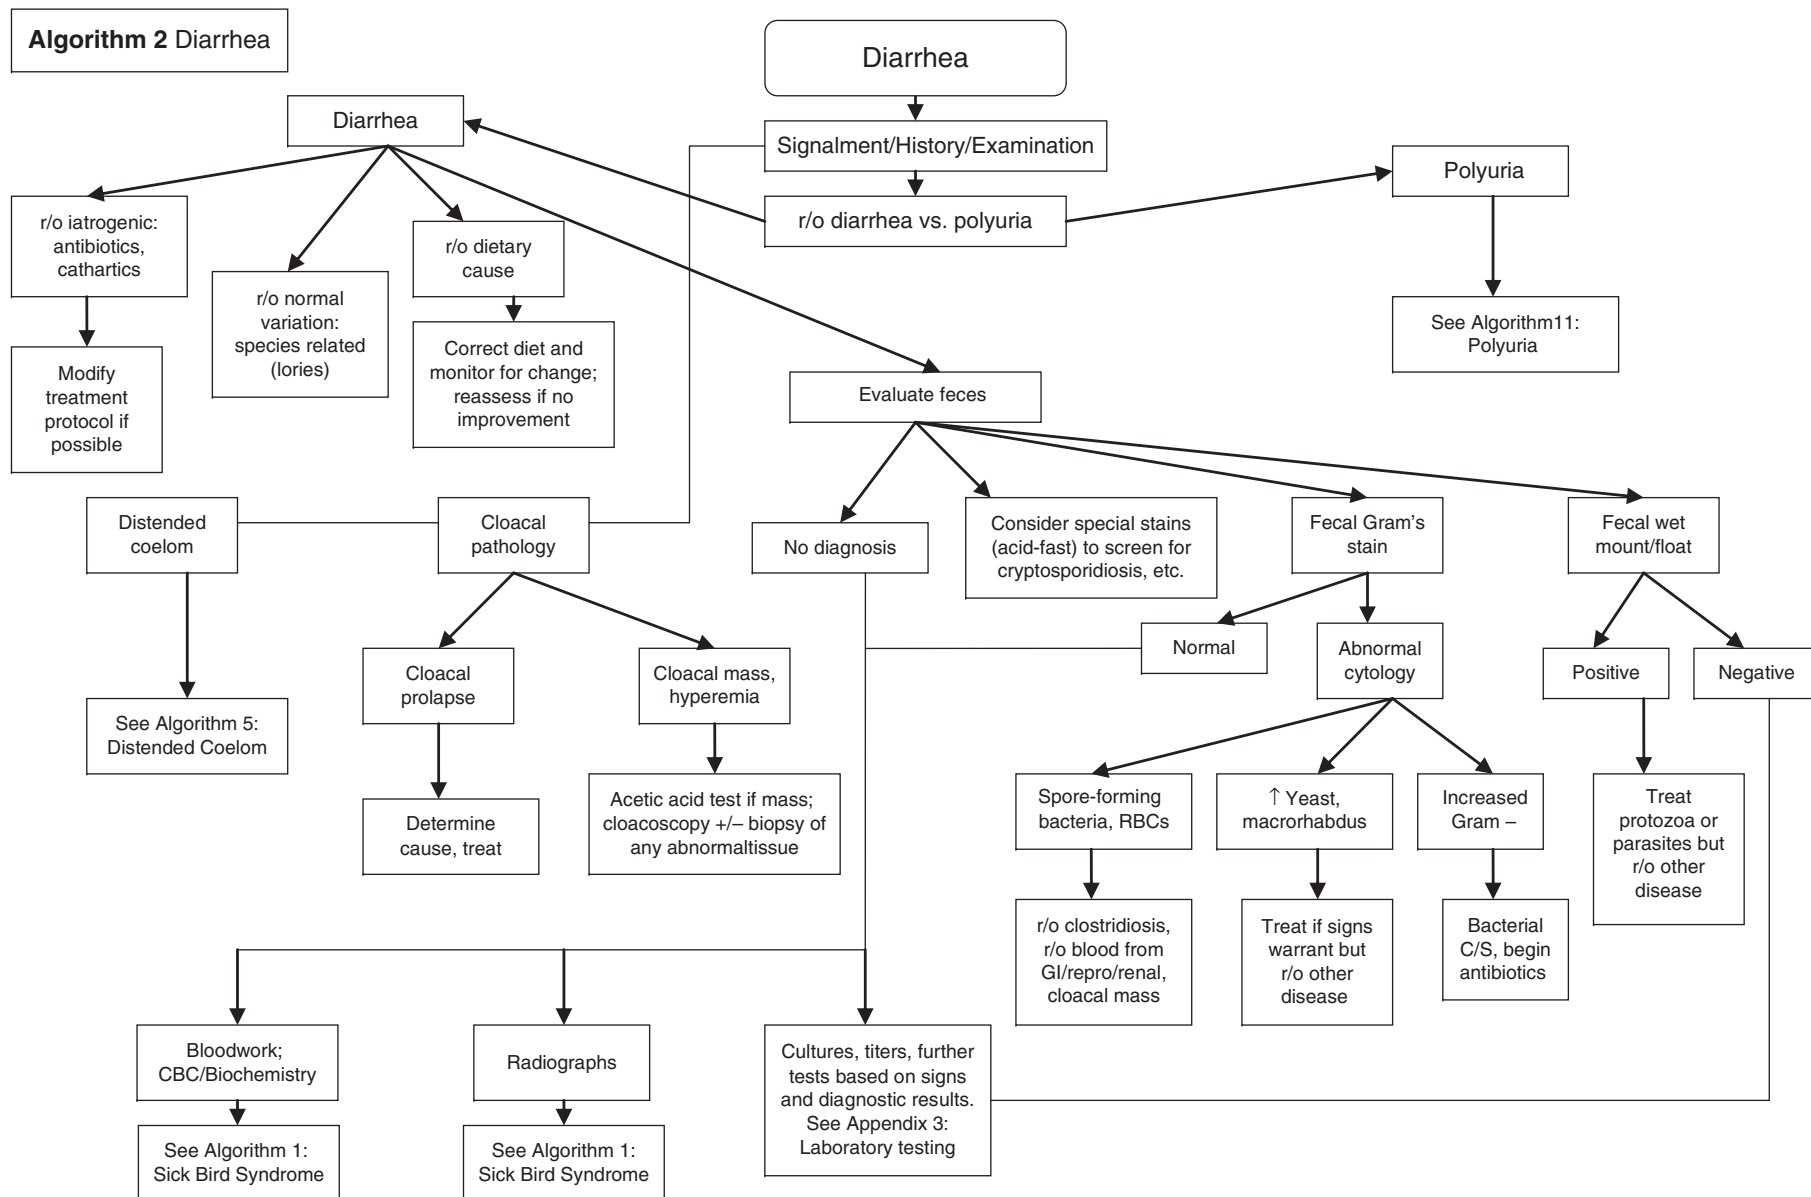 Algorithm 2 Diarrhea
Diarrhea
Diarrhea
Signalment/History/Examination
Polyuria
r/o diarrhea vs. polyuria
r/o iatrogenic:
antibiotics,
cathartics
r/o normal
variation:
species related
(lories)
r/o dietary
cause
See Algorithm11:
Polyuria
Modify
treatment
protocol if
possible
Correct diet and
monitor for change;
reassess if no
improvement
Evaluate feces
Distended
coelom
Cloacal
pathology
No diagnosis
Consider special stains
(acid-fast) to screen for
cryptosporidiosis, etc.
Fecal Gram's
stain
Fecal wet
mount/float
Cloacal
prolapse
Cloacal mass,
hyperemia
Normal
Abnormal
cytology
Positive
Negative
See Algorithm 5:
Distended Coelom
Determine
cause, treat
Acetic acid test if mass;
cloacoscopy +/– biopsy of
any abnormaltissue
Spore-forming
bacteria, RBCs
↑ Yeast,
macrorhabdus
Increased
Gram –
Treat
protozoa or
parasites but
r/o other
disease
r/o clostridiosis,
r/o blood from
GI/repro/renal,
cloacal mass
Treat if signs
warrant but
r/o other
disease
Bacterial
C/S, begin
antibiotics
Bloodwork;
CBC/Biochemistry
Radiographs
Cultures, titers, further
tests based on signs
and diagnostic results.
See Appendix 3:
Laboratory testing
See Algorithm 1:
Sick Bird Syndrome
See Algorithm 1:
Sick Bird Syndrome